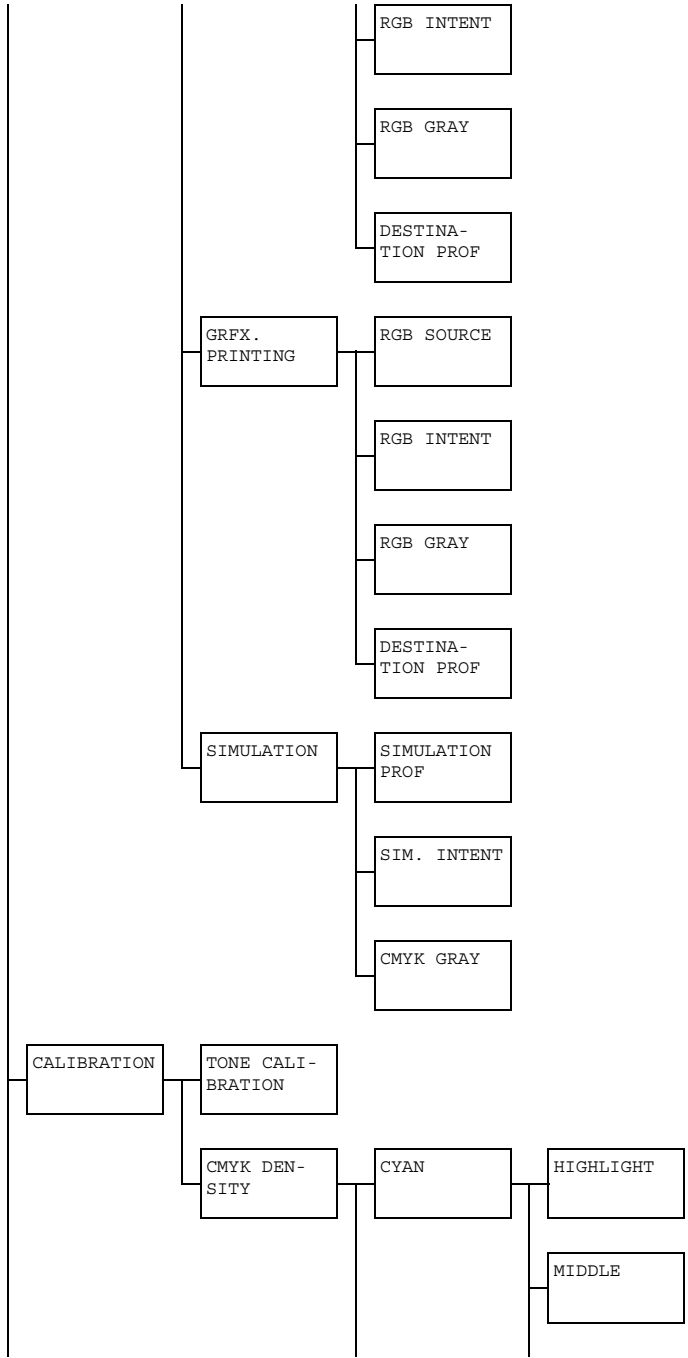 RGB INTENT
RGB GRAY
DESTINA-
TION PROF
GRFX.
PRINTING
RGB SOURCE
RGB INTENT
RGB GRAY
DESTINA-
TION PROF
SIMULATION
SIMULATION
PROF
SIM. INTENT
CMYK GRAY
CALIBRATION
TONE CALI-
BRATION
CMYK DEN-
SITY
CYAN
HIGHLIGHT
MIDDLE